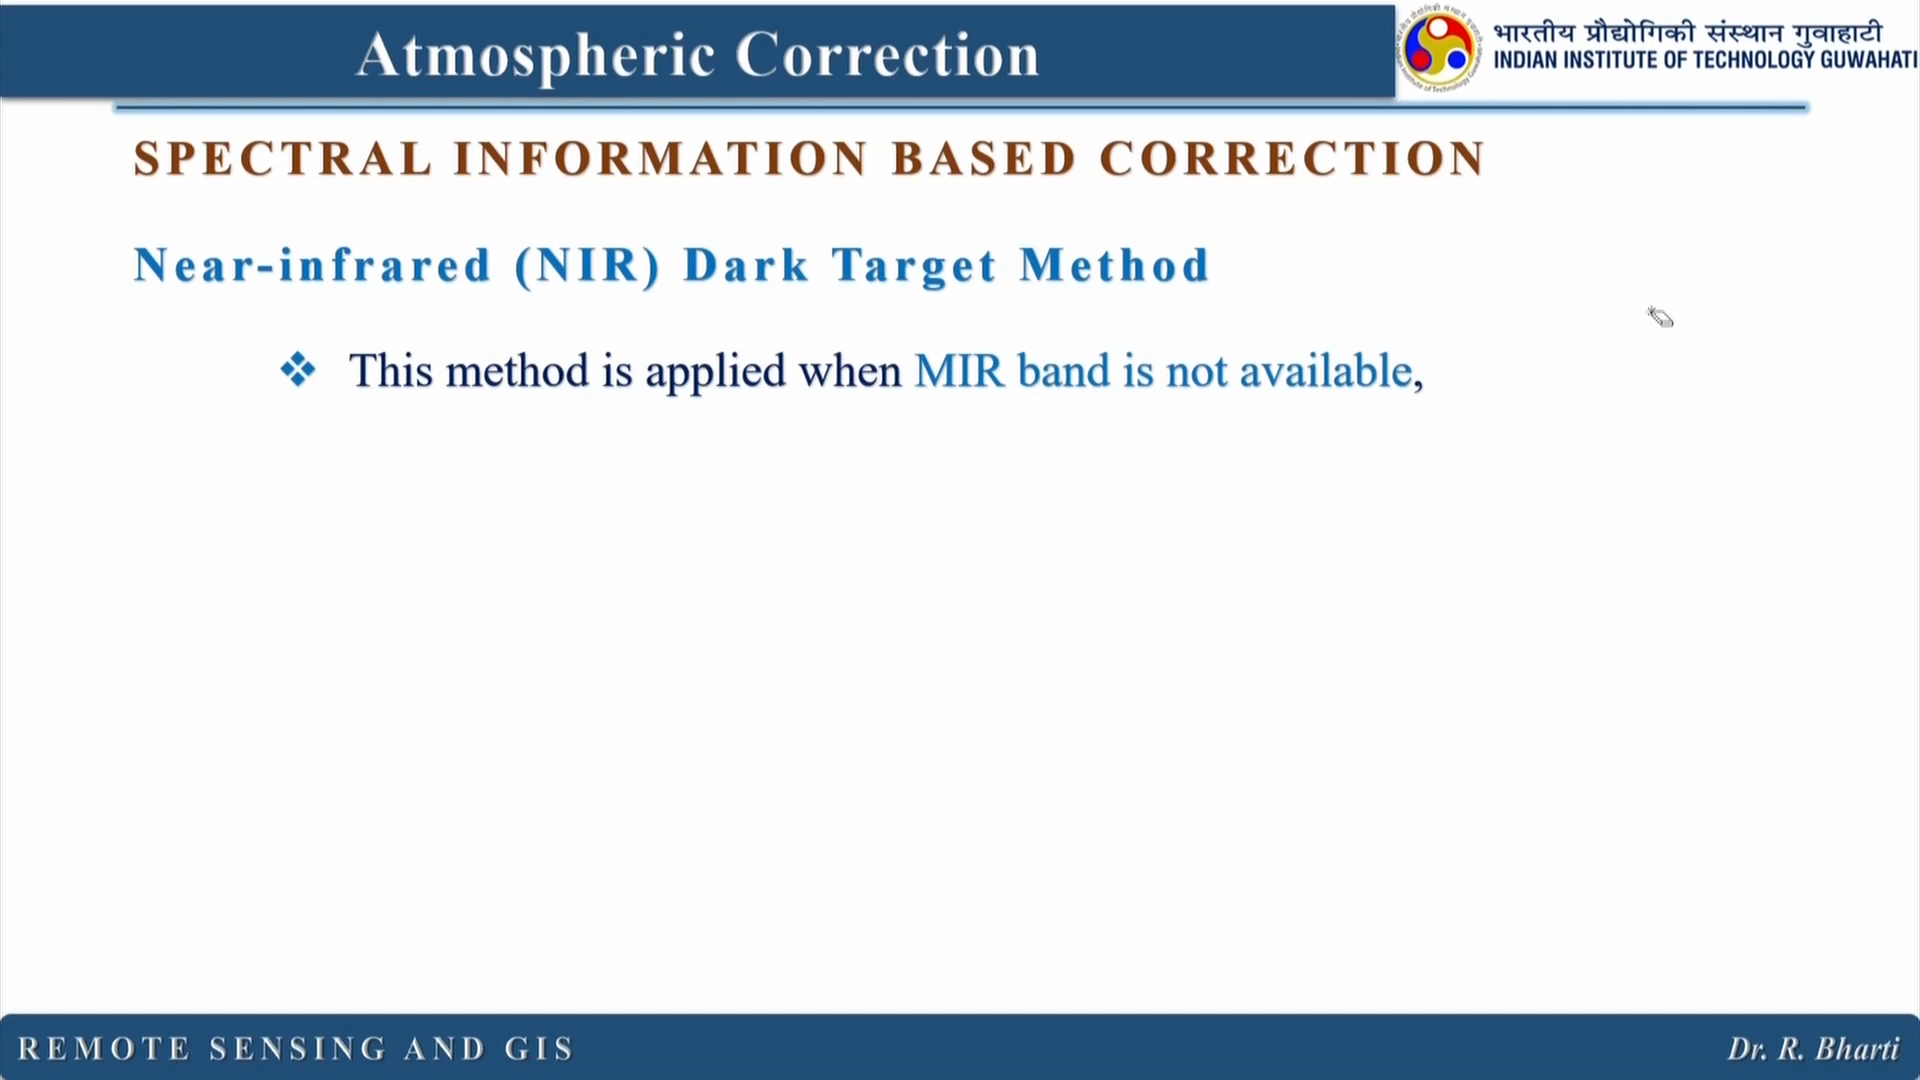 Atmospheric Correction
भारतीय प्रौद्योगिकी संस्थान गुवाहाटी
INDIAN INSTITUTE OF TECHNOLOGY GUWAHATI
SPECTRAL INFORMATION BASED CORRECTION
Near-infrared (NIR) Dark Target Method
❖ This method is applied when MIR band is not available,
REMOTE SENSING AND GIS
Dr. R. Bharti